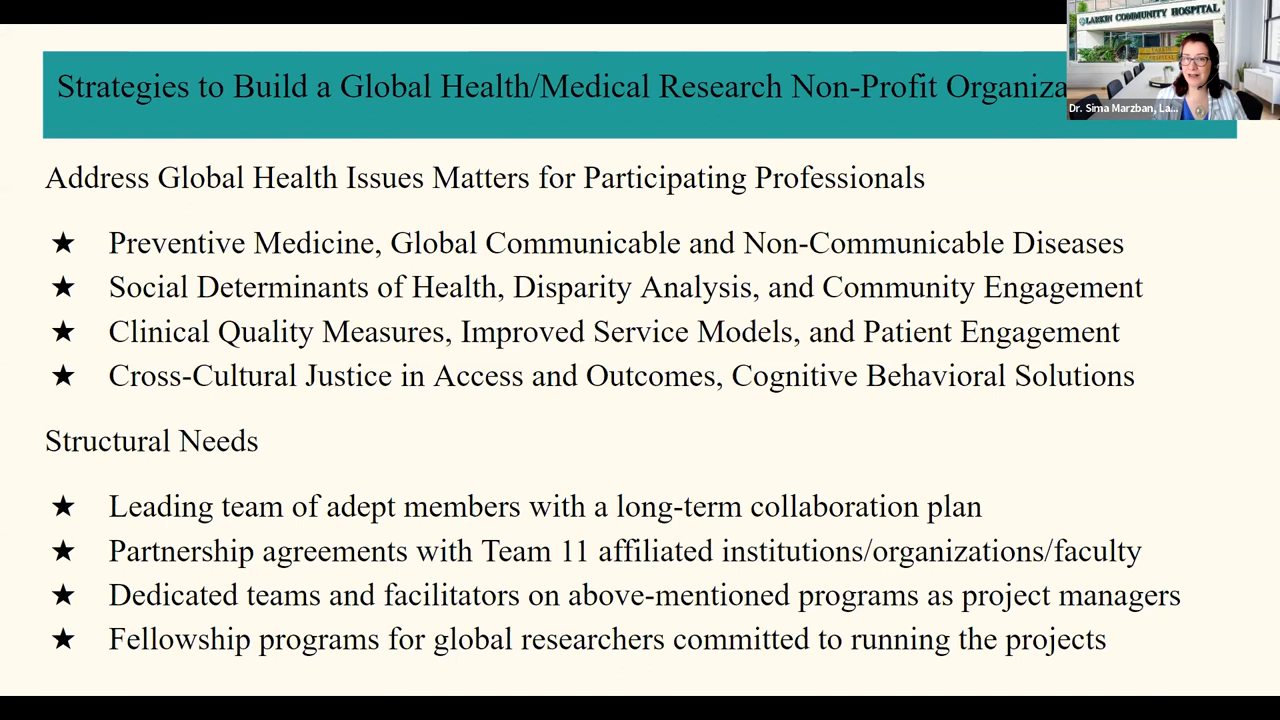 Strategies to Build a Global Health/Medical Research Non-Profit Organiza
LARKIN COMMUNITY HOSPITAL
Dr. Sima Marzban, La...
Address Global Health Issues Matters for Participating Professionals
★ Preventive Medicine, Global Communicable and Non-Communicable Diseases
★ Social Determinants of Health, Disparity Analysis, and Community Engagement
★ Clinical Quality Measures, Improved Service Models, and Patient Engagement
★ Cross-Cultural Justice in Access and Outcomes, Cognitive Behavioral Solutions
Structural Needs
★ Leading team of adept members with a long-term collaboration plan
★ Partnership agreements with Team 11 affiliated institutions/organizations/faculty
★ Dedicated teams and facilitators on above-mentioned programs as project managers
★ Fellowship programs for global researchers committed to running the projects